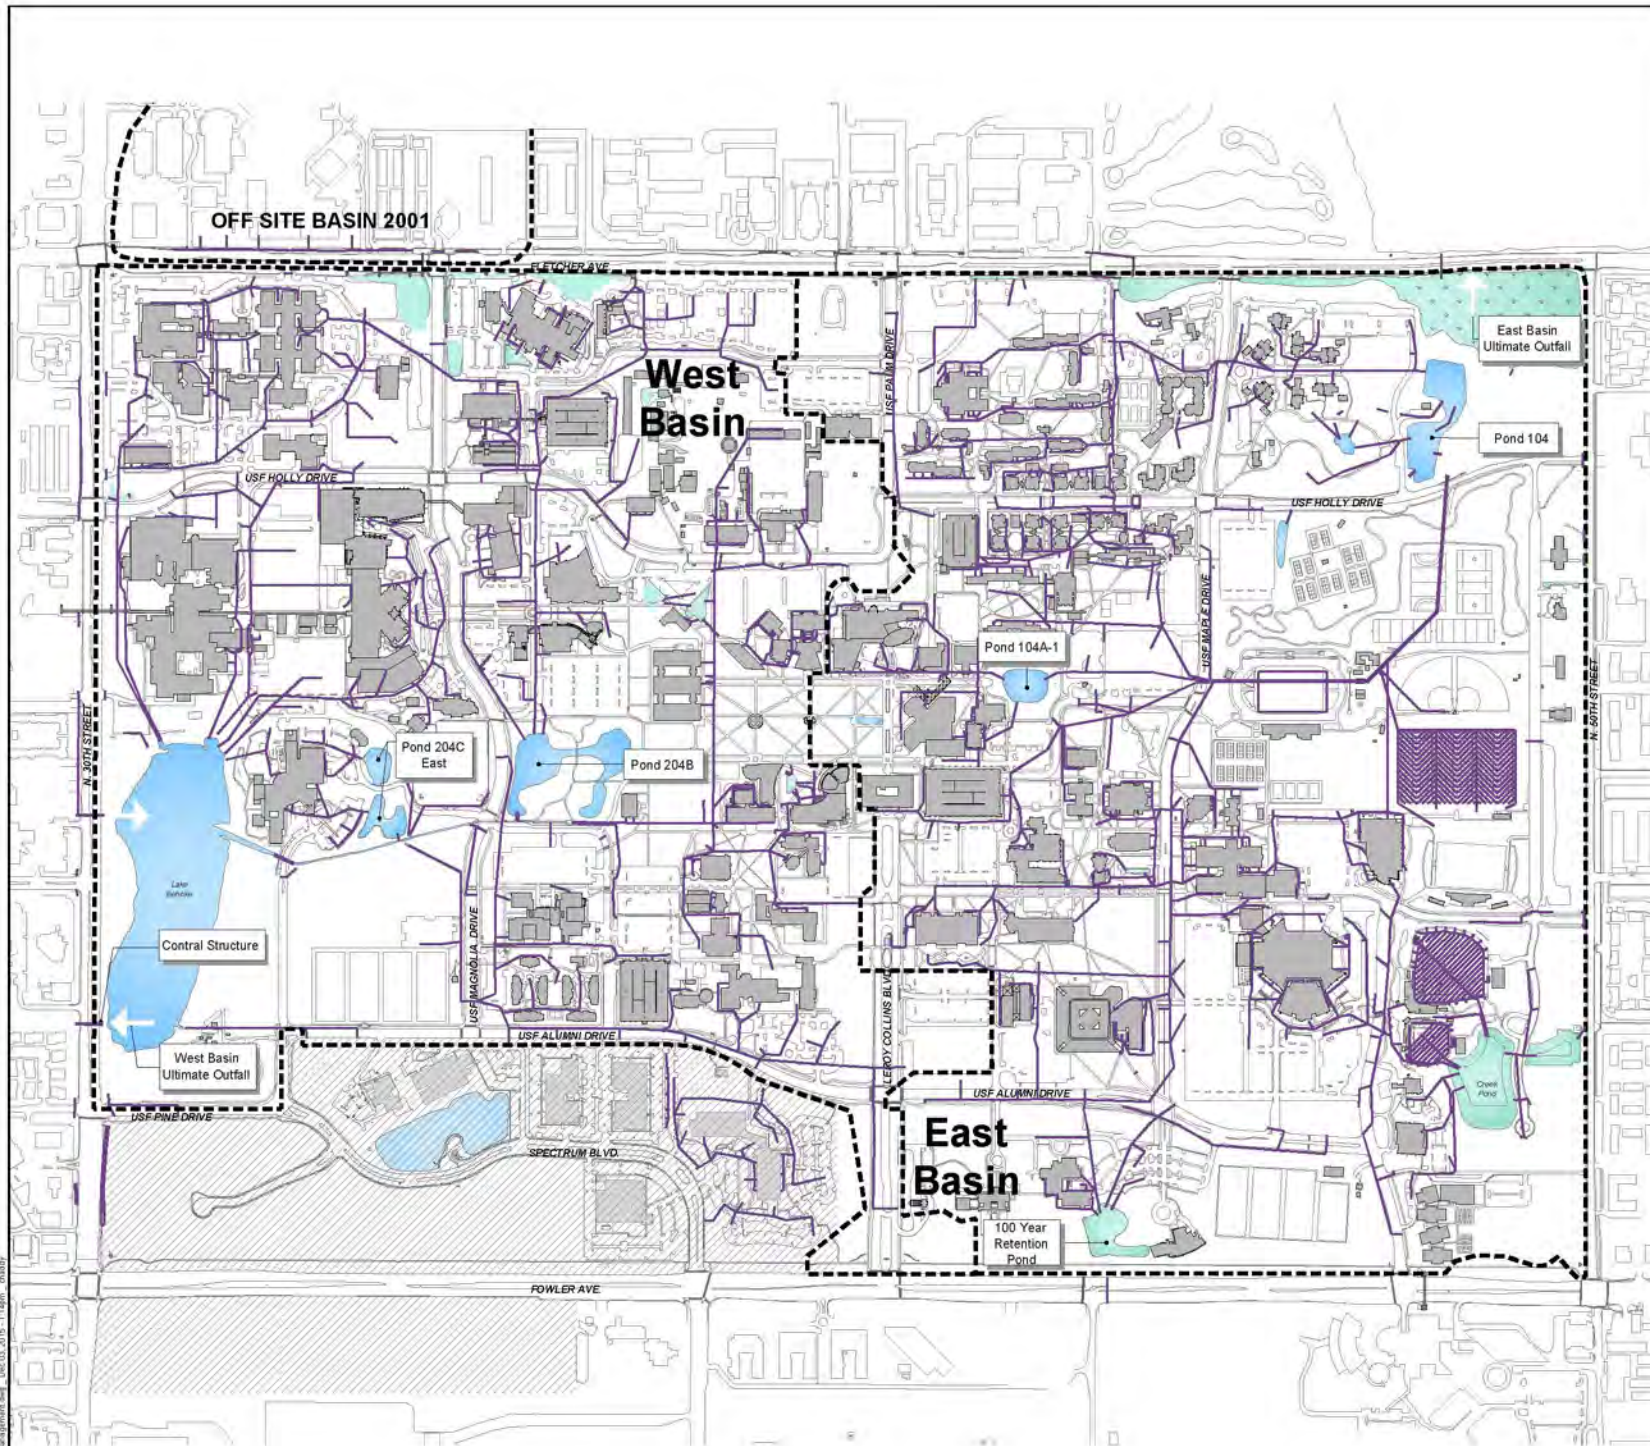 OFF SITE BASIN 2001
FLETCHER AVE
West
Basin
USF PALM DRIVE
East Basin
Ultimate Outfall
Pond 104
USF HOLLY DRIVE
USF HOLLY DRIVE
USF MAPLE DRIVE
Pond 104A-1
N. 30TH STREET
N. 50TH STREET
Pond 204C
East
Pond 204B
Lake
Contral Structure
USF MAGNOLIA DRIVE
LEROY COLLINS BLVD.
West Basin
Ultimate Outfall
USF ALUMNI DRIVE
USF ALUMNI DRIVE
Creek
Pond
USF PINE DRIVE
SPECTRUM BLVD.
East
Basin
100 Year
Retention
Pond
FOWLER AVE.